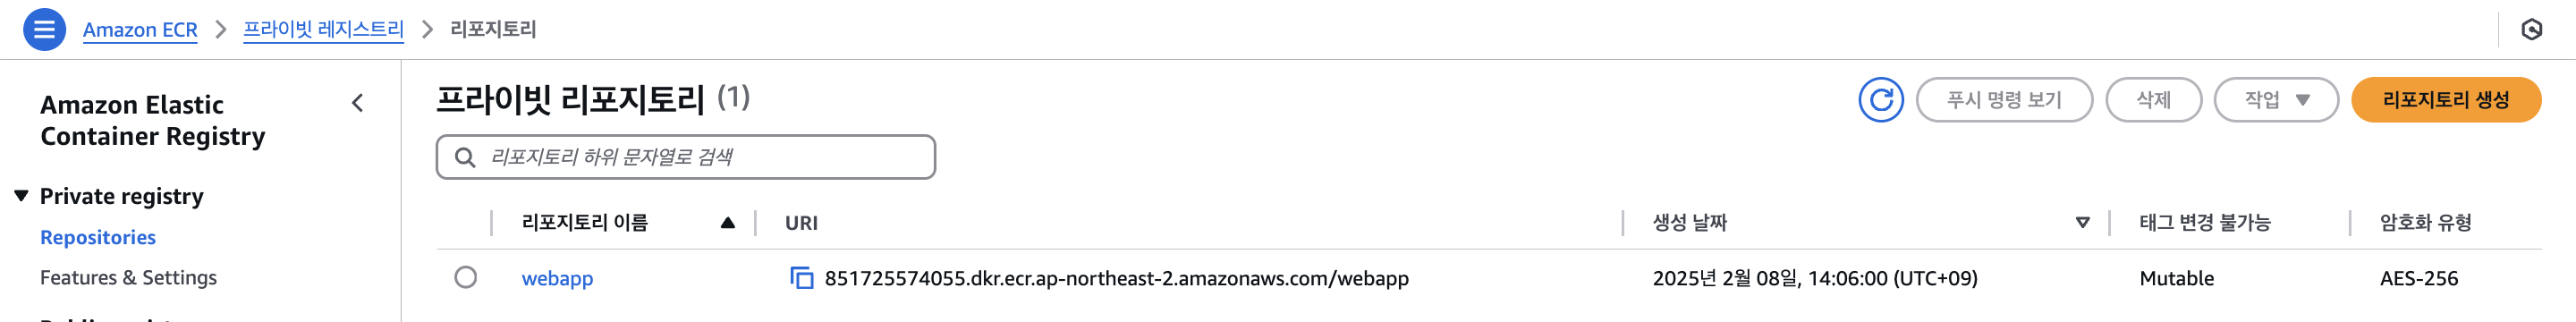 Amazon ECR > 프라이빗 레지스트리 > 리포지토리
Amazon Elastic
Container Registry
Private registry
Repositories
Features & Settings
프라이빗 리포지토리 (1)
푸시 명령 보기
삭제
작업
리포지토리 생성
리포지토리 하위 문자열로 검색
리포지토리 이름 URI 생성 날짜 태그 변경 불가능 암호화 유형
webapp 851725574055.dkr.ecr.ap-northeast-2.amazonaws.com/webapp 2025년 2월 08일, 14:06:00 (UTC+09) Mutable AES-256